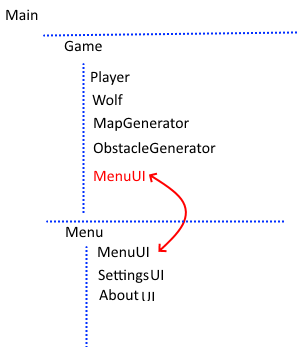 Main
Game
Player
Wolf
MapGenerator
ObstacleGenerator
MenuUI
Menu
MenuUI
SettingsUI
About UI